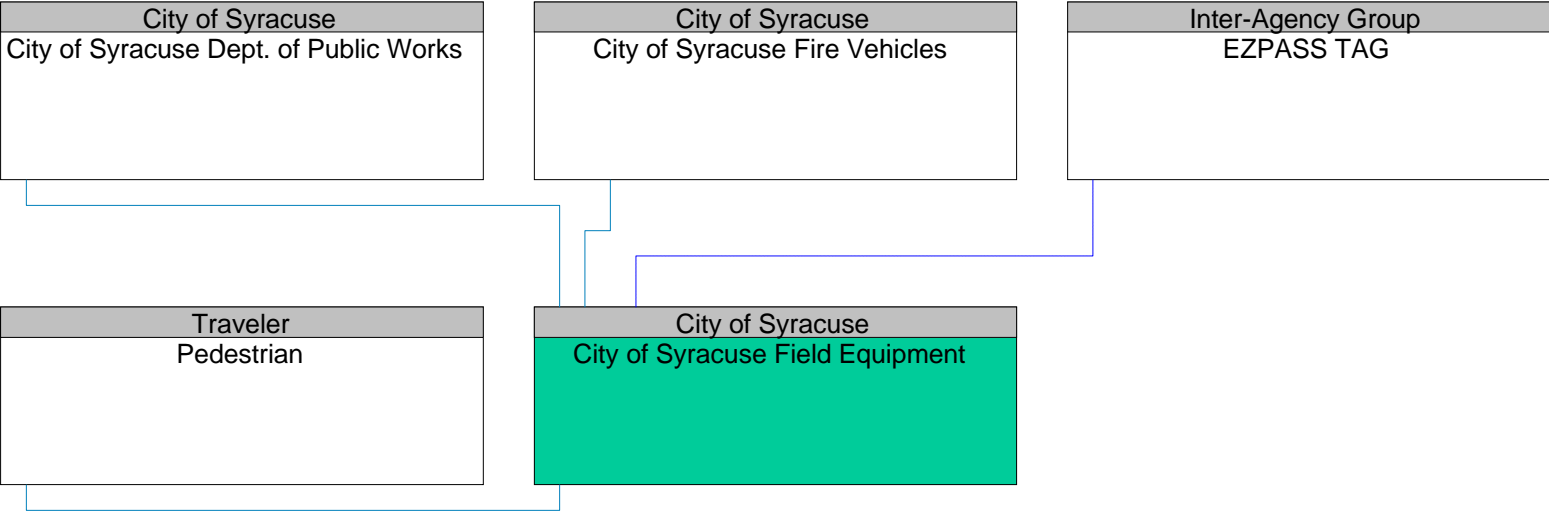 City of Syracuse
City of Syracuse Dept. of Public Works
City of Syracuse
City of Syracuse Fire Vehicles
Inter-Agency Group
EZPASS TAG
Traveler
Pedestrian
City of Syracuse
City of Syracuse Field Equipment